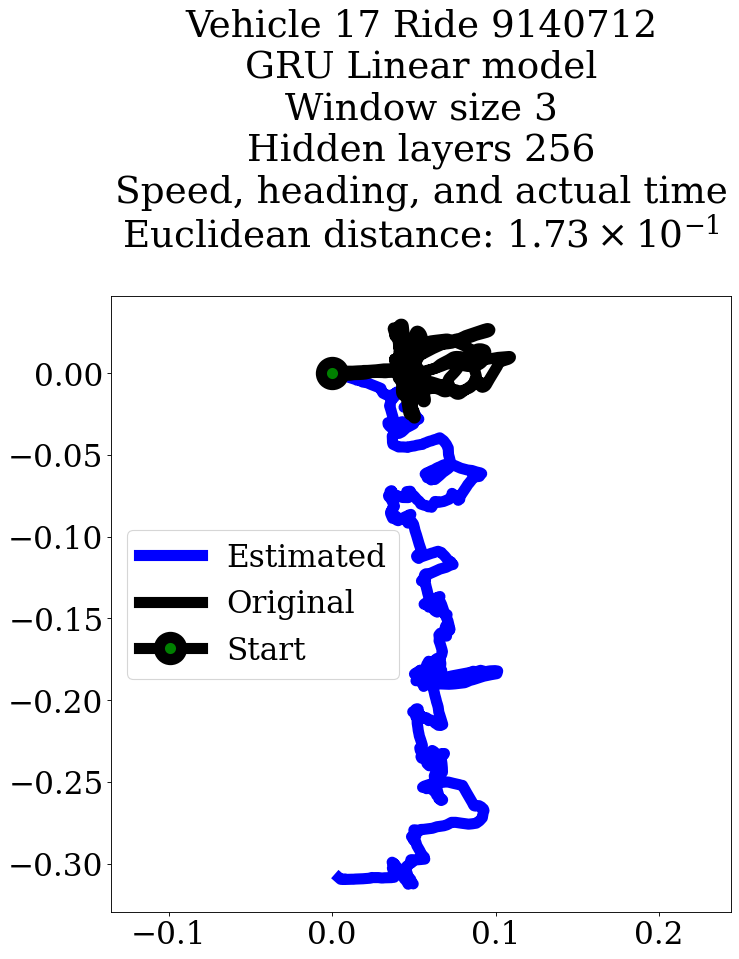 Vehicle 17 Ride 9140712
GRU Linear model
Window size 3
Hidden layers 256
Speed, heading, and actual time
Euclidean distance: 1.73 × 10⁻¹
0.00
−0.05
−0.10
−0.15
−0.20
−0.25
−0.30
Estimated
Original
Start
−0.1 0.0 0.1 0.2